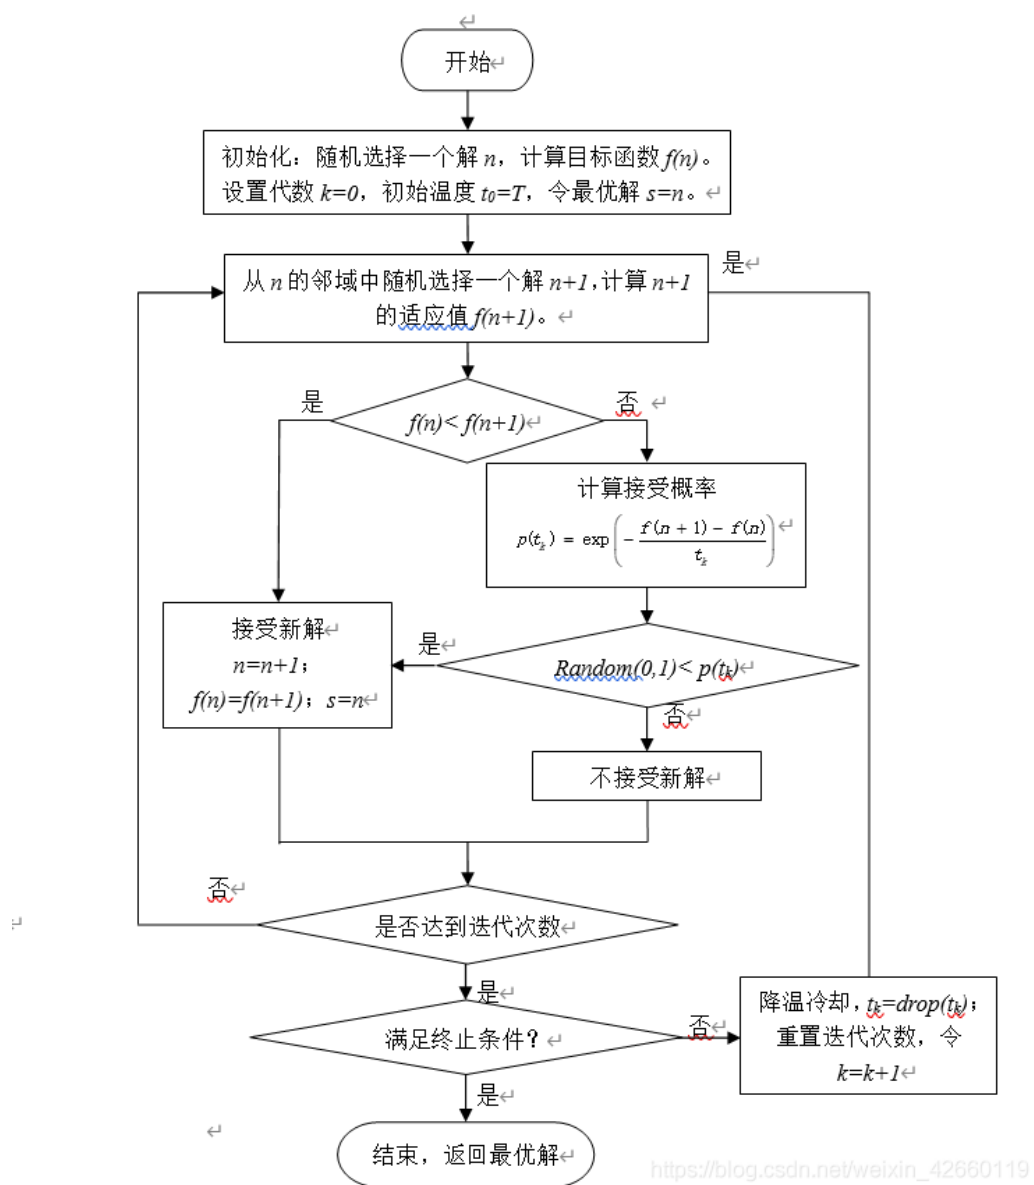 开始
初始化：随机选择一个解 n，计算目标函数 f(n)。
设置代数 k=0，初始温度 t₀=T，令最优解 s=n。
是
从 n 的邻域中随机选择一个解 n+1,计算 n+1
的适应值 f(n+1)。
是
否
f(n)< f(n+1)
计算接受概率
p(tₖ) = exp(-(f(n + 1) - f(n))/tₖ)
接受新解
n=n+1；
f(n)=f(n+1)；s=n
是
Random(0,1)< p(tₖ)
否
不接受新解
否
是否达到迭代次数
是
满足终止条件？
否
降温冷却,tₖ=drop(tₖ)；
重置迭代次数，令
k=k+1
是
结束，返回最优解
https://blog.csdn.net/weixin_42660119